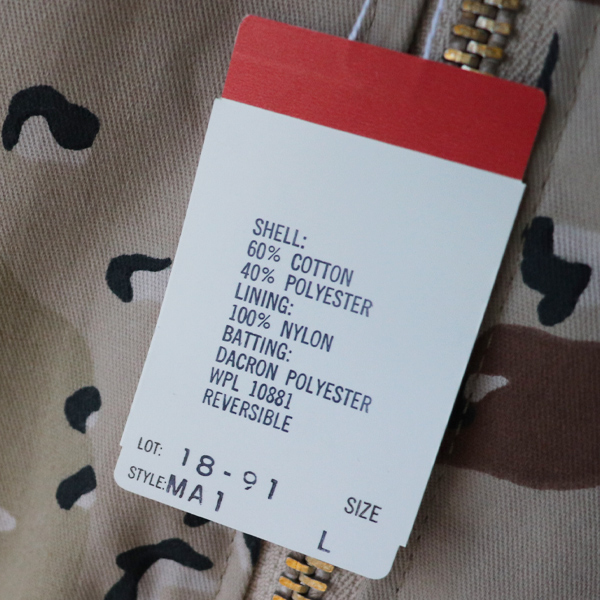 SHELL:
60% COTTON
40% POLYESTER
LINING:
100% NYLON
BATTING:
DACRON POLYESTER
WPL 10881
REVERSIBLE
LOT: 18-91
STYLE: MA1
SIZE
L